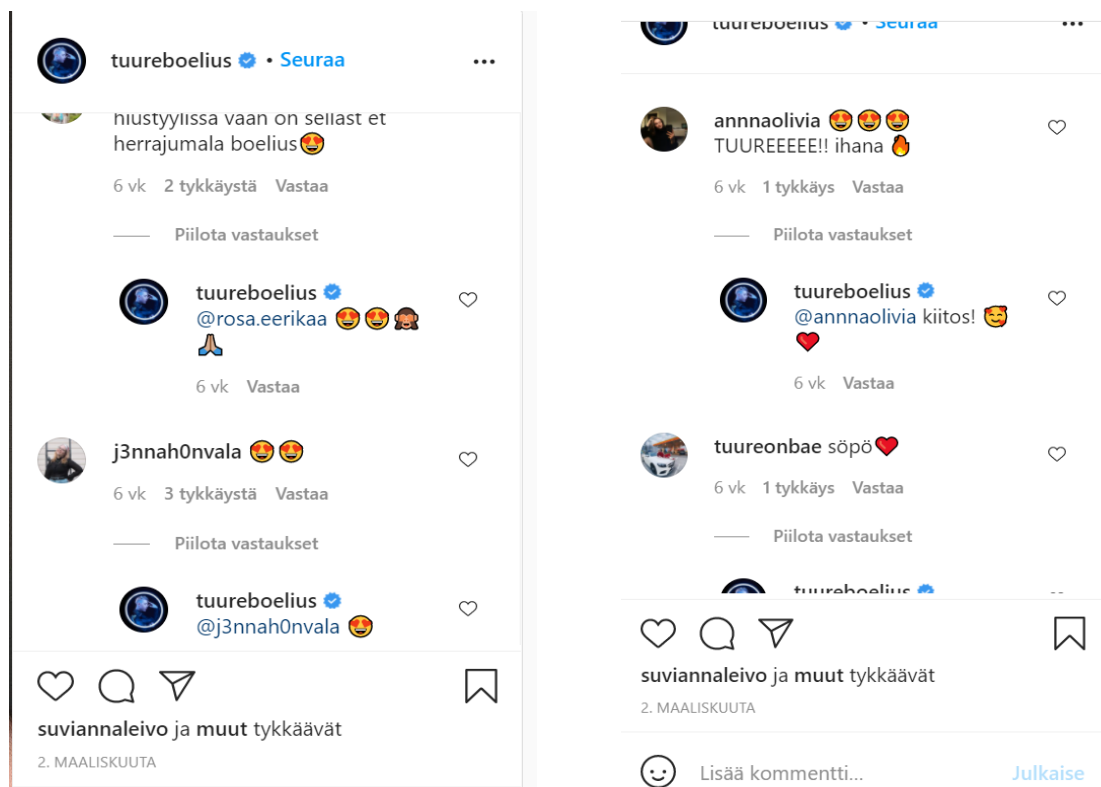 tuureboelius • Seuraa
hiustyylissä vaan on sellast et
herrajumala boelius😍
6 vk 2 tykkäystä Vastaa
Piilota vastaukset
tuureboelius
@rosa.eerikaa 😍😍🙈
🙏🏼
6 vk Vastaa
j3nnah0nvala 😍😍
6 vk 3 tykkäystä Vastaa
Piilota vastaukset
tuureboelius
@j3nnah0nvala 😍
suviannaleivo ja muut tykkäävät
2. MAALISKUUTA
tuureboelius • Seuraa
annnaolivia 😍😍😍
TUUREEEEE!! ihana 🔥
6 vk 1 tykkäys Vastaa
Piilota vastaukset
tuureboelius
@annnaolivia kiitos! 🥰
❤️
6 vk Vastaa
tuureonbae söpö❤️
6 vk 1 tykkäys Vastaa
Piilota vastaukset
tuureboelius
suviannaleivo ja muut tykkäävät
2. MAALISKUUTA
Lisää kommentti... Julkaise